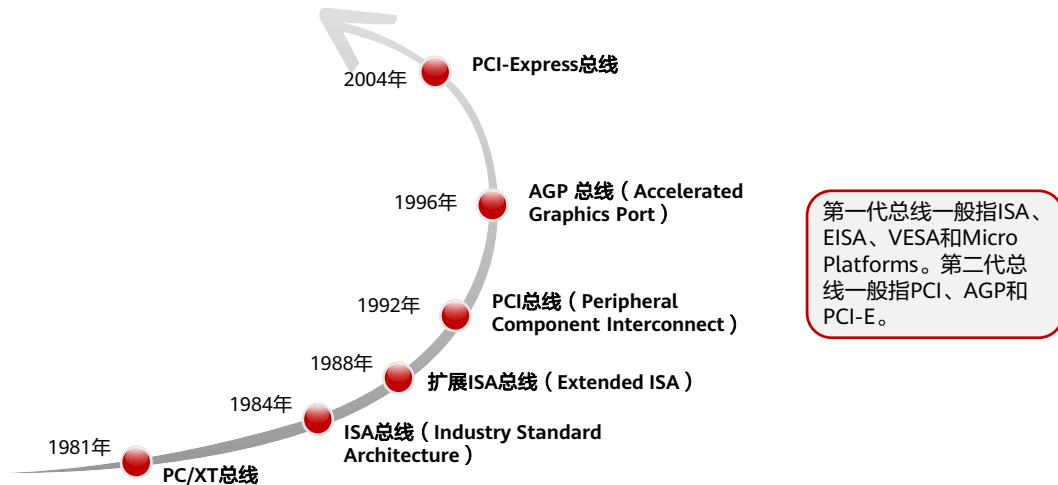 2004年
PCI-Express总线
1996年
AGP 总线（Accelerated
Graphics Port）
第一代总线一般指ISA、
EISA、VESA和Micro
Platforms。第二代总
线一般指PCI、AGP和
PCI-E。
1992年
PCI总线（Peripheral
Component Interconnect）
1988年
扩展ISA总线（Extended ISA）
1984年
ISA总线（Industry Standard
Architecture）
1981年
PC/XT总线